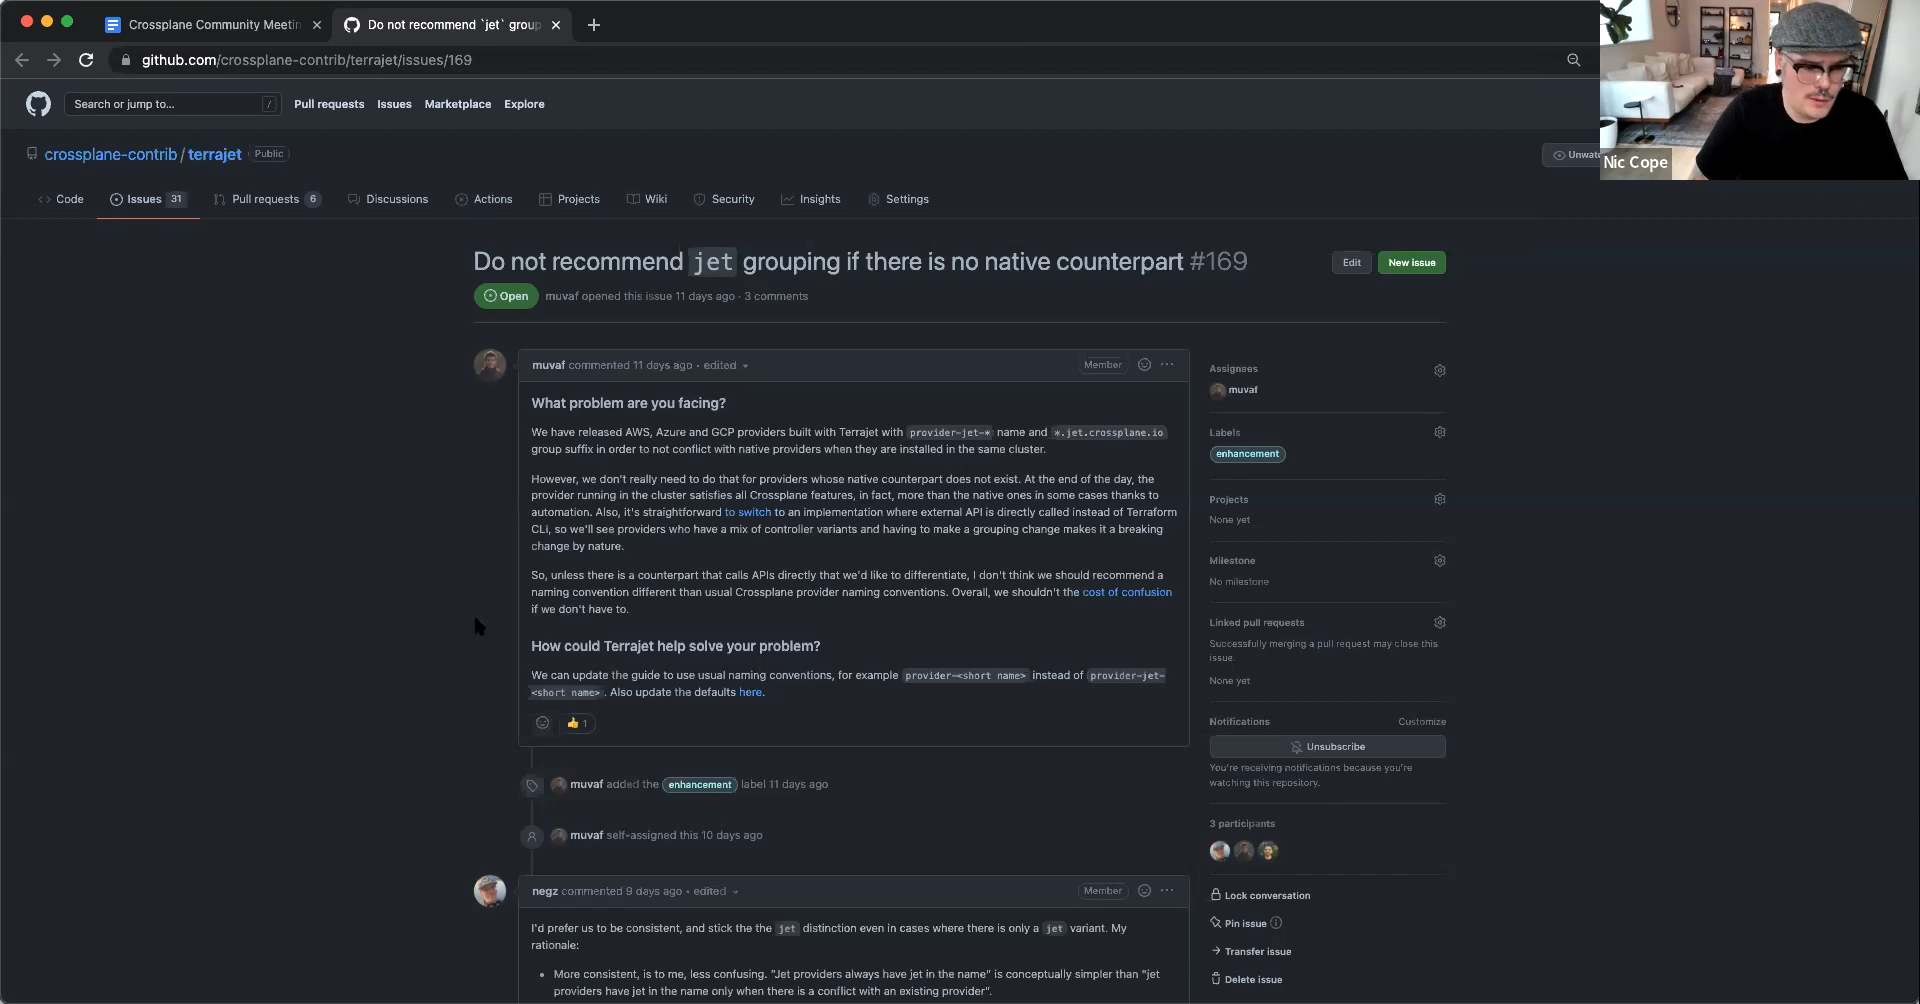 Crossplane Community Meetin
Do not recommend `jet` group
github.com/crossplane-contrib/terrajet/issues/169
Search or jump to...
/
Pull requests
Issues
Marketplace
Explore
crossplane-contrib / terrajet
Public
Unwatc
Nic Cope
Code
Issues 31
Pull requests 6
Discussions
Actions
Projects
Wiki
Security
Insights
Settings
Do not recommend jet grouping if there is no native counterpart #169
Edit
New issue
Open
muvaf opened this issue 11 days ago · 3 comments
muvaf commented 11 days ago • edited
Member
What problem are you facing?
We have released AWS, Azure and GCP providers built with Terrajet with provider-jet-* name and *.jet.crossplane.io
group suffix in order to not conflict with native providers when they are installed in the same cluster.
However, we don't really need to do that for providers whose native counterpart does not exist. At the end of the day, the
provider running in the cluster satisfies all Crossplane features, in fact, more than the native ones in some cases thanks to
automation. Also, it's straightforward to switch to an implementation where external API is directly called instead of Terraform
CLI, so we'll see providers who have a mix of controller variants and having to make a grouping change makes it a breaking
change by nature.
So, unless there is a counterpart that calls APIs directly that we'd like to differentiate, I don't think we should recommend a
naming convention different than usual Crossplane provider naming conventions. Overall, we shouldn't the cost of confusion
if we don't have to.
How could Terrajet help solve your problem?
We can update the guide to use usual naming conventions, for example provider-<short name> instead of provider-jet-
<short name>. Also update the defaults here.
👍 1
muvaf added the enhancement label 11 days ago
muvaf self-assigned this 10 days ago
negz commented 9 days ago • edited
Member
I'd prefer us to be consistent, and stick the the jet distinction even in cases where there is only a jet variant. My
rationale:
• More consistent, is to me, less confusing. "Jet providers always have jet in the name" is conceptually simpler than "jet
providers have jet in the name only when there is a conflict with an existing provider".
Assignees
muvaf
Labels
enhancement
Projects
None yet
Milestone
No milestone
Linked pull requests
Successfully merging a pull request may close this
issue.
None yet
Notifications
Customize
Unsubscribe
You're receiving notifications because you're
watching this repository.
3 participants
Lock conversation
Pin issue
Transfer issue
Delete issue